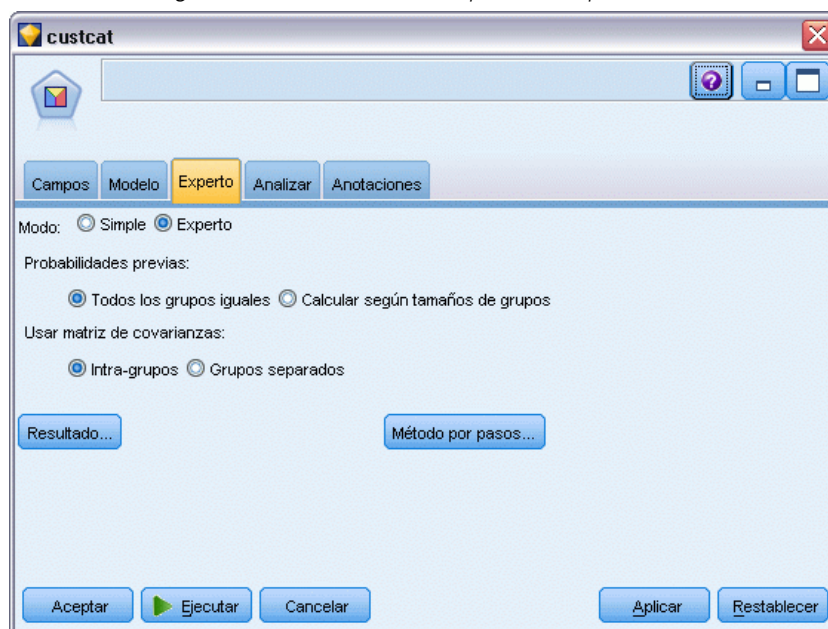 custcat
Campos Modelo Experto Analizar Anotaciones
Modo: Simple Experto
Probabilidades previas:
Todos los grupos iguales Calcular según tamaños de grupos
Usar matriz de covarianzas:
Intra-grupos Grupos separados
Resultado... Método por pasos...
Aceptar Ejecutar Cancelar Aplicar Restablecer